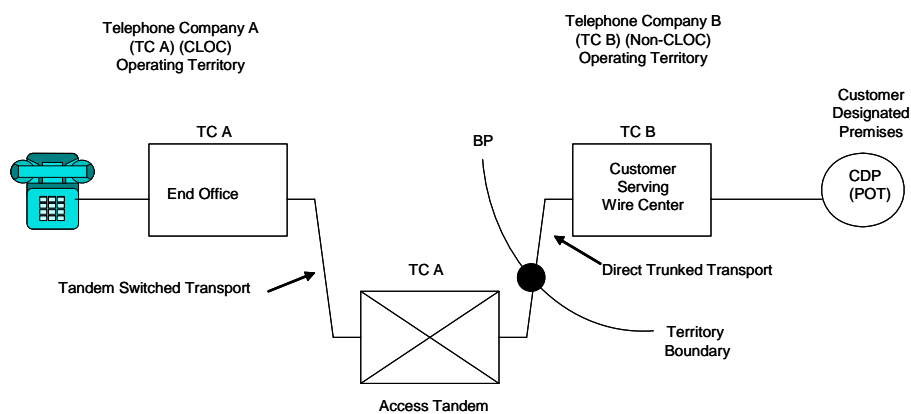 Telephone Company A
(TC A) (CLOC)
Operating Territory
Telephone Company B
(TC B) (Non-CLOC)
Operating Territory
Customer
Designated
Premises
TC A
BP
TC B
End Office
Customer
Serving
Wire Center
CDP
(POT)
Tandem Switched Transport
TC A
Direct Trunked Transport
Territory
Boundary
Access Tandem